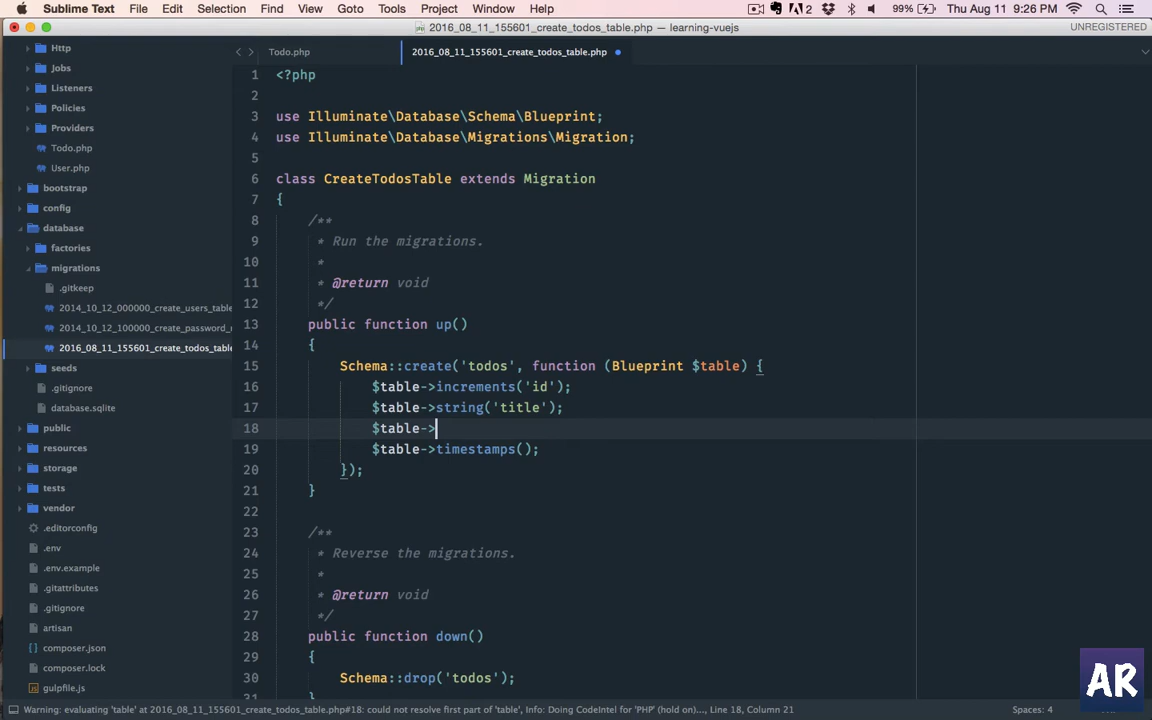 Sublime Text File Edit Selection Find View Goto Tools Project Window Help 2 99% Thu Aug 11 9:26 PM
2016_08_11_155601_create_todos_table.php — learning-vuejs UNREGISTERED
Http
Jobs
Listeners
Policies
Providers
Todo.php
User.php
bootstrap
config
database
factories
migrations
.gitkeep
2014_10_12_000000_create_users_table
2014_10_12_100000_create_password_r
2016_08_11_155601_create_todos_table
seeds
.gitignore
database.sqlite
public
resources
storage
tests
vendor
.editorconfig
.env
.env.example
.gitattributes
.gitignore
artisan
composer.json
composer.lock
gulpfile.js
Todo.php 2016_08_11_155601_create_todos_table.php
1 <?php
2
3 use Illuminate\Database\Schema\Blueprint;
4 use Illuminate\Database\Migrations\Migration;
5
6 class CreateTodosTable extends Migration
7 {
8 /**
9 * Run the migrations.
10 *
11 * @return void
12 */
13 public function up()
14 {
15 Schema::create('todos', function (Blueprint $table) {
16 $table->increments('id');
17 $table->string('title');
18 $table->
19 $table->timestamps();
20 });
21 }
22
23 /**
24 * Reverse the migrations.
25 *
26 * @return void
27 */
28 public function down()
29 {
30 Schema::drop('todos');
31 }
Warning: evaluating 'table' at 2016_08_11_155601_create_todos_table.php#18: could not resolve first part of 'table', Info: Doing CodeIntel for 'PHP' (hold on)..., Line 18, Column 21 Spaces: 4
AR